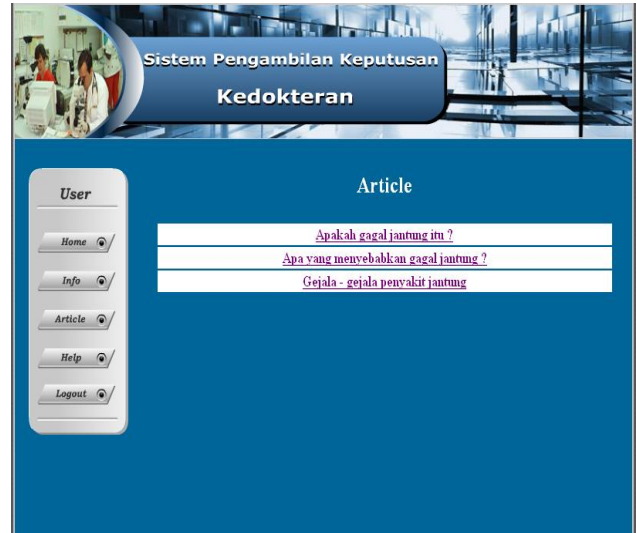 Sistem Pengambilan Keputusan
Kedokteran
User
Home
Info
Article
Help
Logout
Article
Apakah gagal jantung itu ?
Apa yang menyebabkan gagal jantung ?
Gejala - gejala penyakit jantung